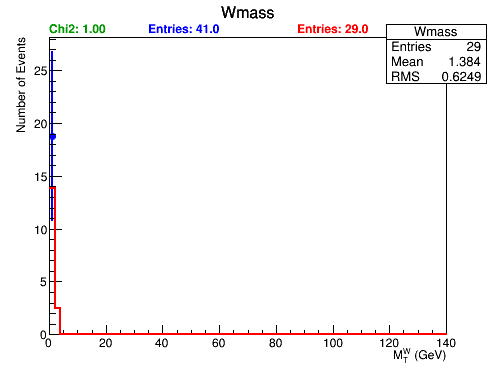 Wmass
Chi2: 1.00 Entries: 41.0 Entries: 29.0
Wmass
Entries 29
Mean 1.384
RMS 0.6249
Number of Events
25
20
15
10
5
0
0 20 40 60 80 100 120 140
M_T^W (GeV)